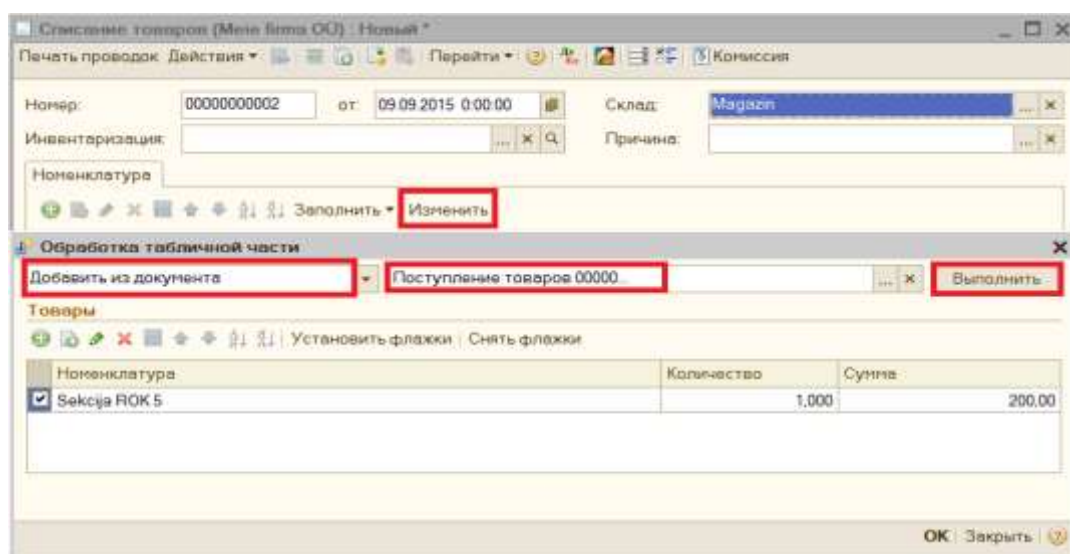 Списание товаров (Meie firma OÜ) : Новый *
Печать проводок Действия Перейти Комиссия
Номер: 00000000002 от: 09.09.2015 0:00:00 Склад: Magazin
Инвентаризация: ... Причина: ...
Номенклатура
Заполнить Изменить
Обработка табличной части
Добавить из документа Поступление товаров 00000... ... Выполнить
Товары
Установить флажки Снять флажки
Номенклатура Количество Сумма
Sekcija ROK 5 1,000 200,00
OK Закрыть